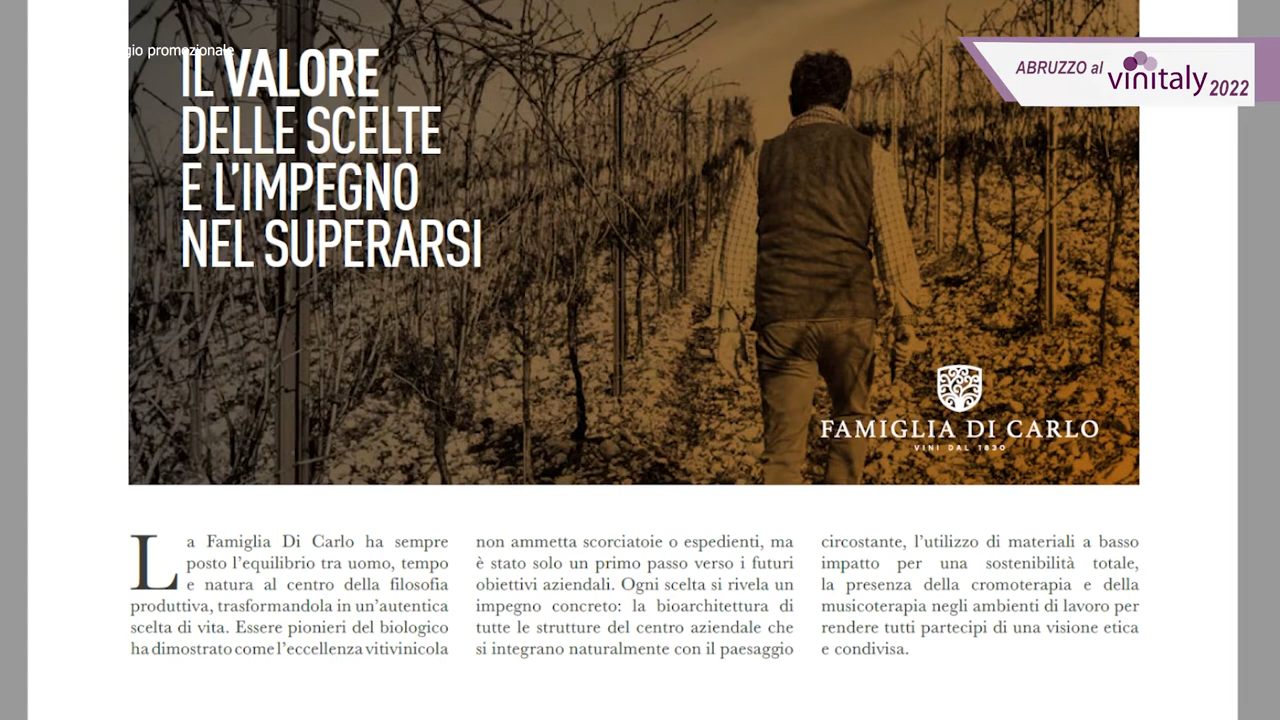 gio promozionale
IL VALORE
DELLE SCELTE
E L'IMPEGNO
NEL SUPERARSI
ABRUZZO al vinitaly 2022
FAMIGLIA DI CARLO
VINI DAL 1830
La Famiglia Di Carlo ha sempre
posto l'equilibrio tra uomo, tempo
e natura al centro della filosofia
produttiva, trasformandola in un'autentica
scelta di vita. Essere pionieri del biologico
ha dimostrato come l'eccellenza vitivinicola
non ammetta scorciatoie o espedienti, ma
è stato solo un primo passo verso i futuri
obiettivi aziendali. Ogni scelta si rivela un
impegno concreto: la bioarchitettura di
tutte le strutture del centro aziendale che
si integrano naturalmente con il paesaggio
circostante, l'utilizzo di materiali a basso
impatto per una sostenibilità totale,
la presenza della cromoterapia e della
musicoterapia negli ambienti di lavoro per
rendere tutti partecipi di una visione etica
e condivisa.